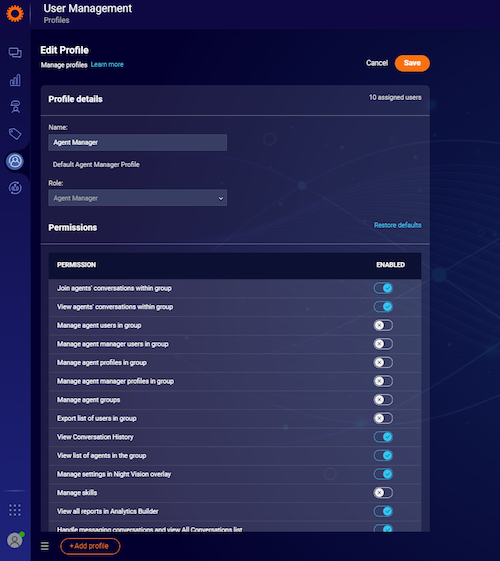 User Management
Profiles
Edit Profile
Manage profiles Learn more
Cancel
Save
Profile details
10 assigned users
Name:
Agent Manager
Default Agent Manager Profile
Role:
Agent Manager
Permissions
Restore defaults
PERMISSION ENABLED
Join agents' conversations within group
View agents' conversations within group
Manage agent users in group
Manage agent manager users in group
Manage agent profiles in group
Manage agent manager profiles in group
Manage agent groups
Export list of users in group
View Conversation History
View list of agents in the group
Manage settings in Night Vision overlay
Manage skills
View all reports in Analytics Builder
Handle messaging conversations and view All Conversations list
+Add profile